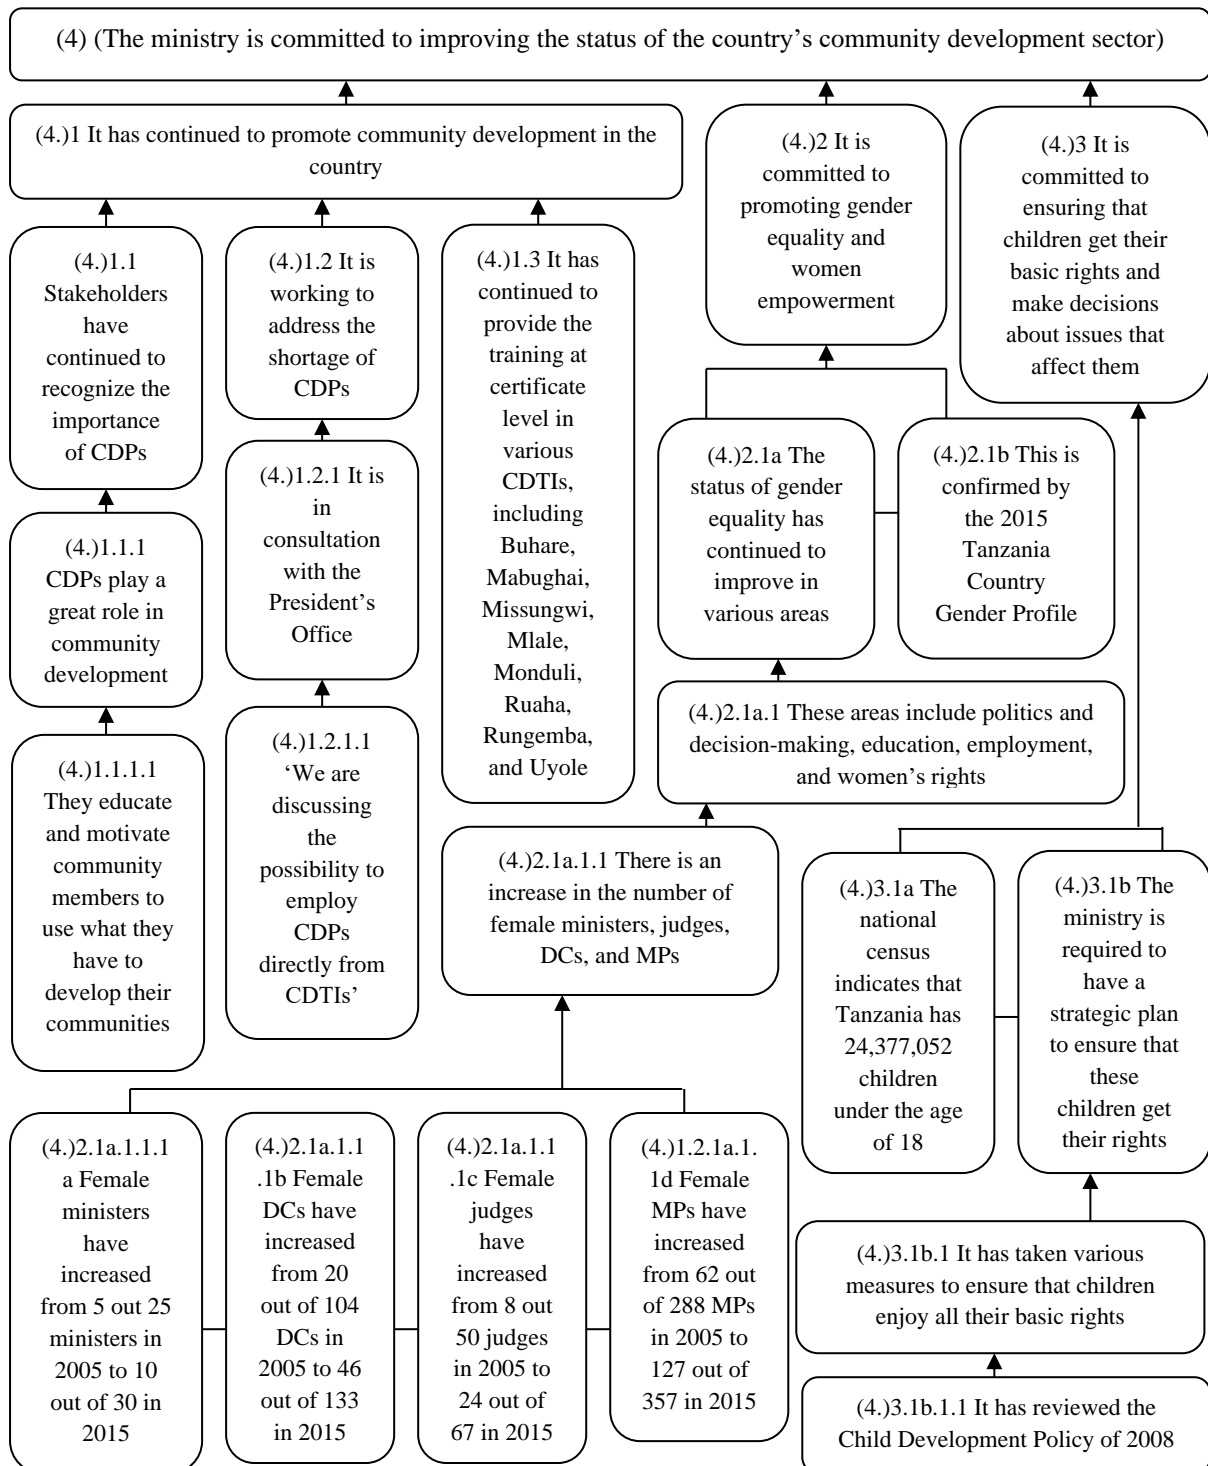 (4) (The ministry is committed to improving the status of the country’s community development sector)
(4.)1 It has continued to promote community development in the
country
(4.)2 It is
committed to
promoting gender
equality and
women
empowerment
(4.)3 It is
committed to
ensuring that
children get their
basic rights and
make decisions
about issues that
affect them
(4.)1.1
Stakeholders
have
continued to
recognize the
importance
of CDPs
(4.)1.2 It is
working to
address the
shortage of
CDPs
(4.)1.3 It has
continued to
provide the
training at
certificate
level in
various
CDTIs,
including
Buhare,
Mabughai,
Missungwi,
Mlale,
Monduli,
Ruaha,
Rungemba,
and Uyole
(4.)2.1a The
status of gender
equality has
continued to
improve in
various areas
(4.)2.1b This is
confirmed by
the 2015
Tanzania
Country
Gender Profile
(4.)1.1.1
CDPs play a
great role in
community
development
(4.)1.2.1 It is
in
consultation
with the
President’s
Office
(4.)2.1a.1 These areas include politics and
decision-making, education, employment,
and women’s rights
(4.)1.1.1.1
They educate
and motivate
community
members to
use what they
have to
develop their
communities
(4.)1.2.1.1
‘We are
discussing
the
possibility to
employ
CDPs
directly from
CDTIs’
(4.)2.1a.1.1 There is an
increase in the number of
female ministers, judges,
DCs, and MPs
(4.)3.1a The
national
census
indicates that
Tanzania has
24,377,052
children
under the age
of 18
(4.)3.1b The
ministry is
required to
have a
strategic plan
to ensure that
these
children get
their rights
(4.)2.1a.1.1.1
a Female
ministers
have
increased
from 5 out 25
ministers in
2005 to 10
out of 30 in
2015
(4.)2.1a.1.1
.1b Female
DCs have
increased
from 20
out of 104
DCs in
2005 to 46
out of 133
in 2015
(4.)2.1a.1.1
.1c Female
judges
have
increased
from 8 out
50 judges
in 2005 to
24 out of
67 in 2015
(4.)1.2.1a.1.
1d Female
MPs have
increased
from 62 out
of 288 MPs
in 2005 to
127 out of
357 in 2015
(4.)3.1b.1 It has taken various
measures to ensure that children
enjoy all their basic rights
(4.)3.1b.1.1 It has reviewed the
Child Development Policy of 2008